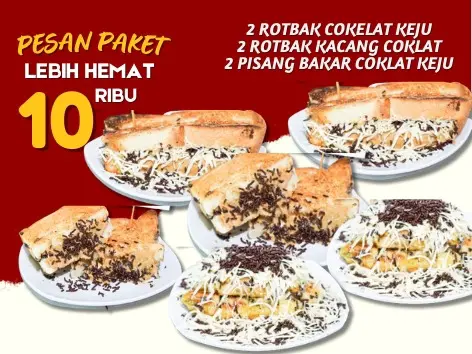 PESAN PAKET
LEBIH HEMAT
10 RIBU
2 ROTBAK COKELAT KEJU
2 ROTBAK KACANG COKLAT
2 PISANG BAKAR COKLAT KEJU